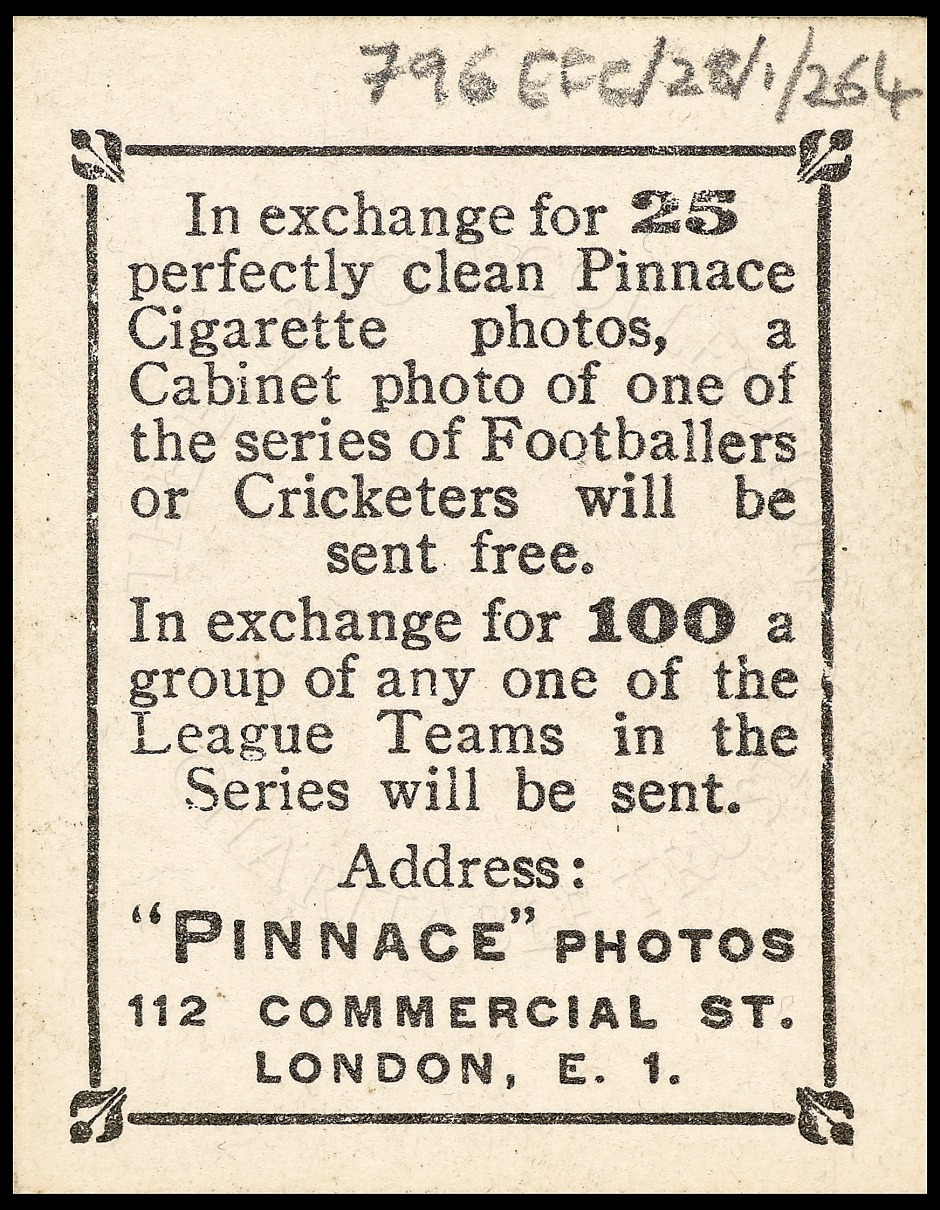 796 EEC/2B/1/264
In exchange for 25
perfectly clean Pinnace
Cigarette photos, a
Cabinet photo of one of
the series of Footballers
or Cricketers will be
sent free.
In exchange for 100 a
group of any one of the
League Teams in the
Series will be sent.
Address:
"PINNACE" PHOTOS
112 COMMERCIAL ST.
LONDON, E. 1.